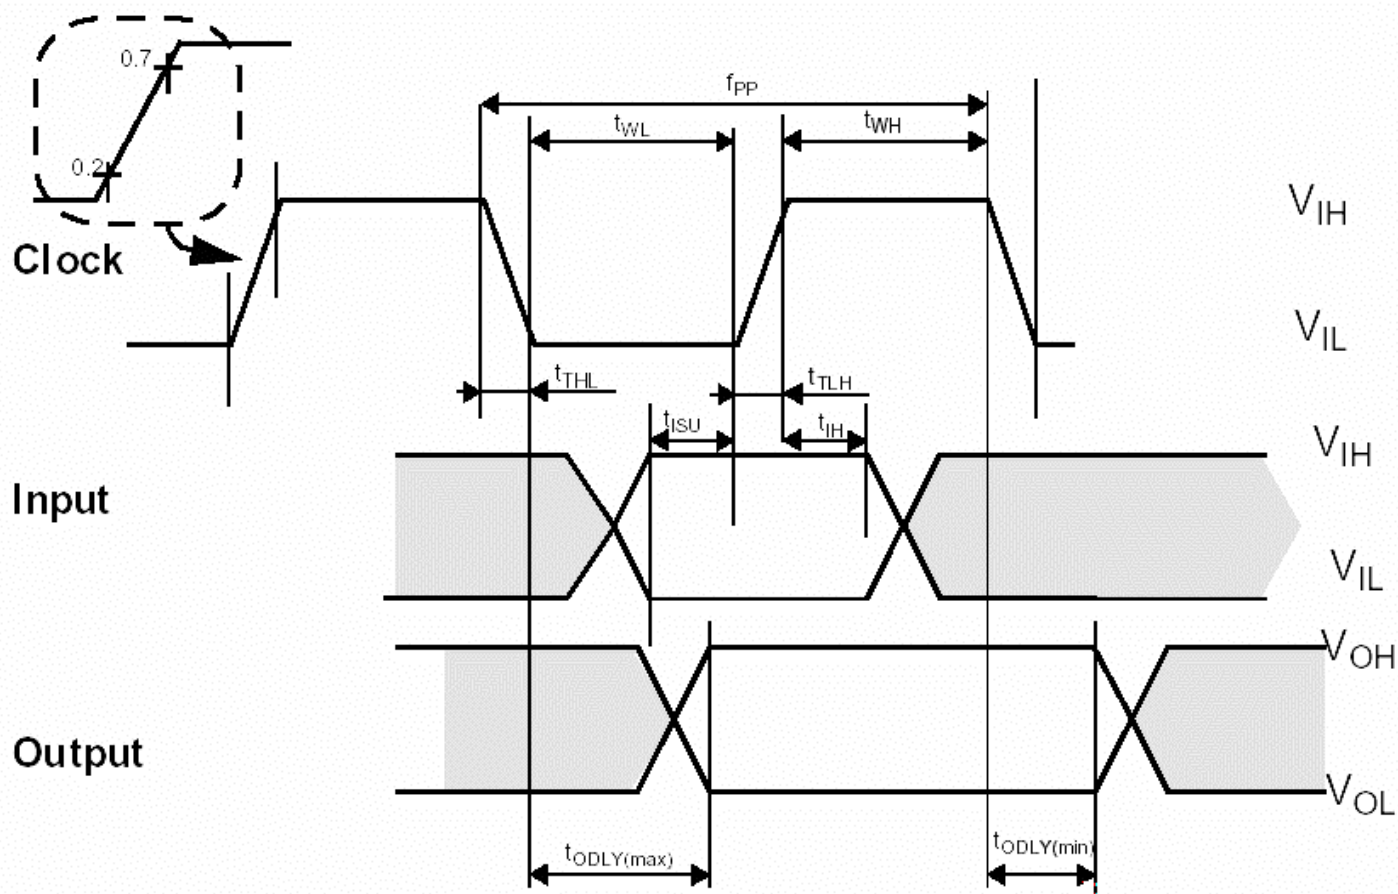 0.7
fPP
tWL
tWH
0.2
VIH
Clock
VIL
tTHL
tTLH
tISU
tIH
VIH
Input
VIL
VOH
Output
VOL
tODLY(max)
tODLY(min)